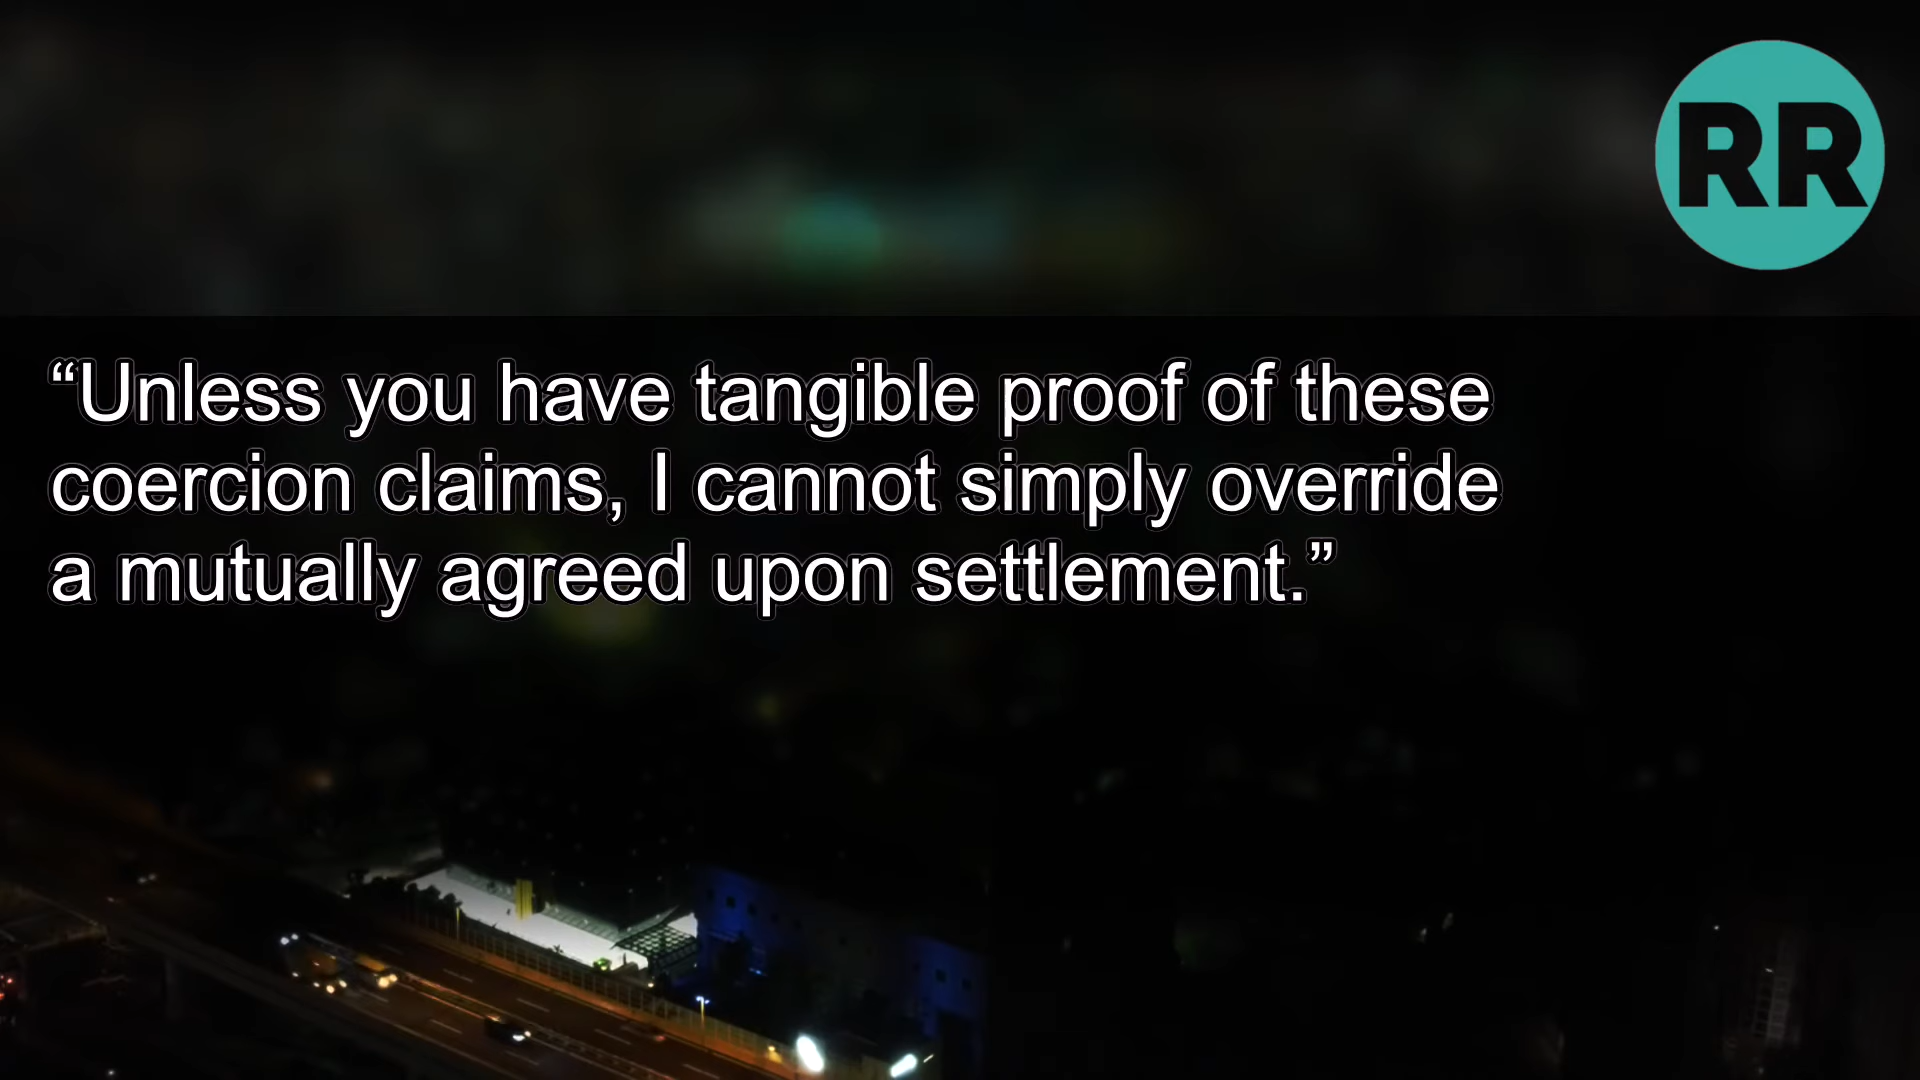 RR
“Unless you have tangible proof of these
coercion claims, I cannot simply override
a mutually agreed upon settlement.”